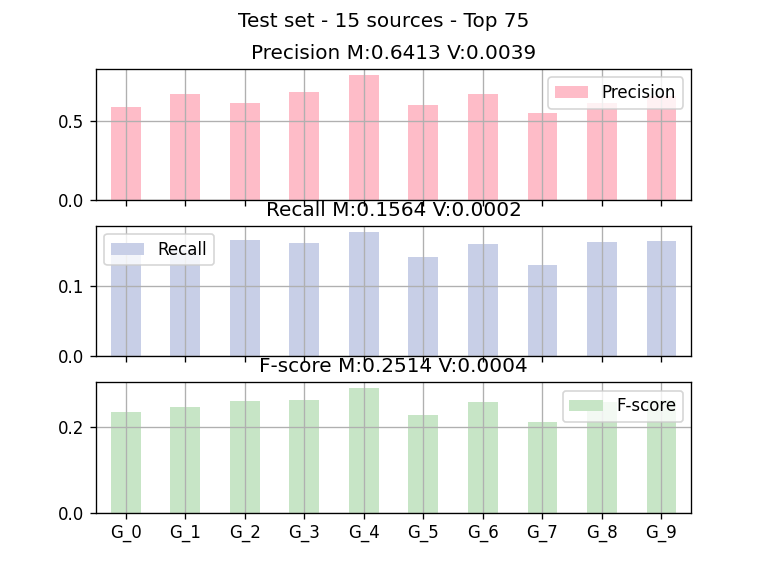 Test set - 15 sources - Top 75
Precision M:0.6413 V:0.0039
Precision
0.5
0.0
Recall M:0.1564 V:0.0002
Recall
0.1
0.0
F-score M:0.2514 V:0.0004
F-score
0.2
0.0
G_0 G_1 G_2 G_3 G_4 G_5 G_6 G_7 G_8 G_9